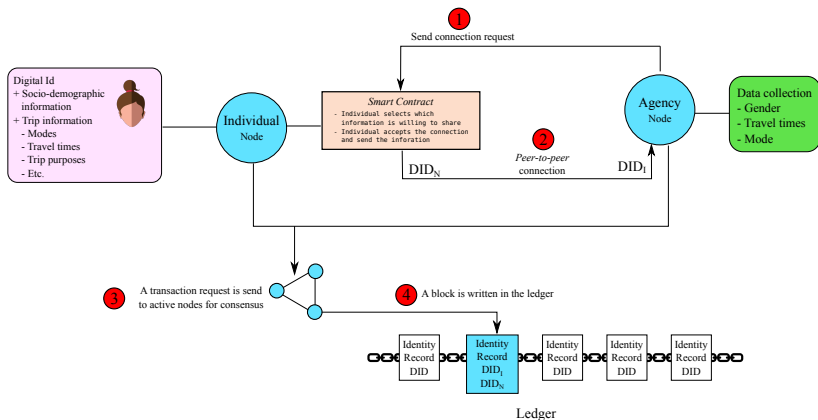 1
Send connection request
Digital Id
+ Socio-demographic
information
+ Trip information
- Modes
- Travel times
- Trip purposes
- Etc.
Individual
Node
Smart Contract
- Individual selects which
information is willing to share
- Individual accepts the connection
and send the inforation
Agency
Node
Data collection
- Gender
- Travel times
- Mode
2
Peer-to-peer
connection
DIDN
DIDI
3
A transaction request is send
to active nodes for consensus
4
A block is written in the ledger
Identity
Record
DID
Identity
Record
DIDI
DIDN
Identity
Record
DID
Identity
Record
DID
Identity
Record
DID
Ledger